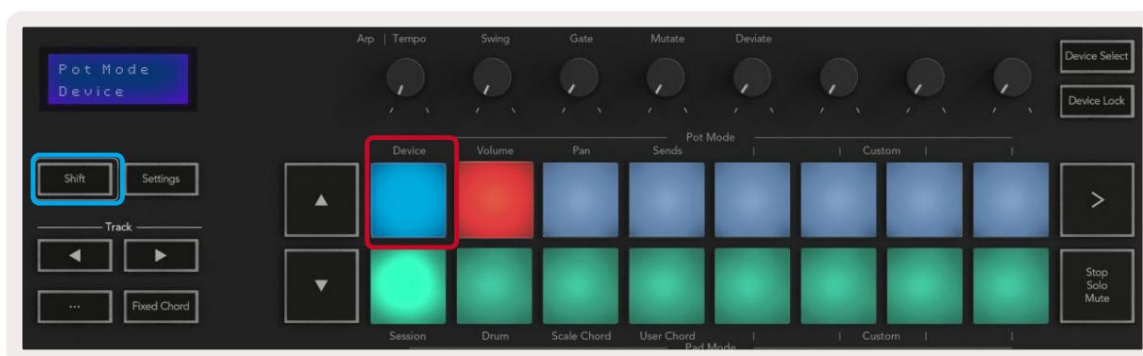 Arp | Tempo Swing Gate Mutate Deviate
Pot Mode
Device
Device Select
Device Lock
Pot Mode
Device Volume Pan Sends | | Custom | |
Shift Settings
▲
>
Track
◀ ▶
▼
Stop
Solo
Mute
... Fixed Chord
Session Drum Scale Chord User Chord | | Custom | |
Pad Mode